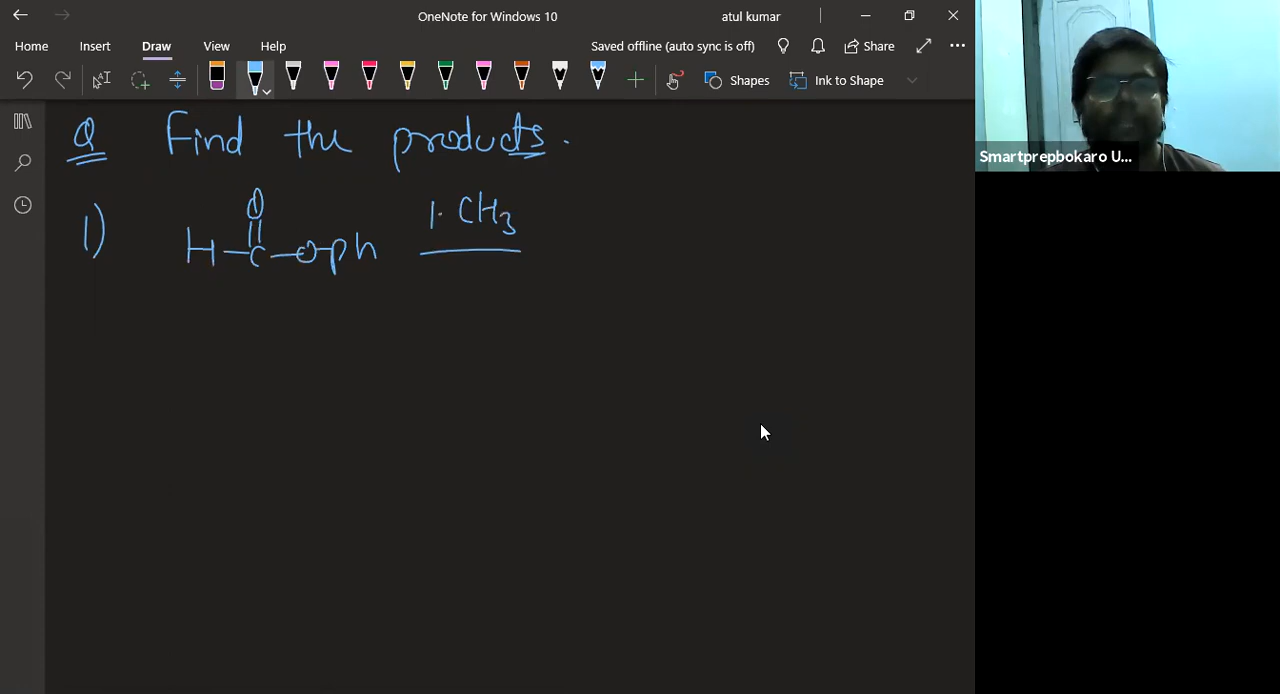 OneNote for Windows 10
atul kumar
Home Insert Draw View Help
Saved offline (auto sync is off)
Share
Shapes
Ink to Shape
Smartprepbokaro U...
Q Find the products.
O
1) H-C-Oph 1. CH3